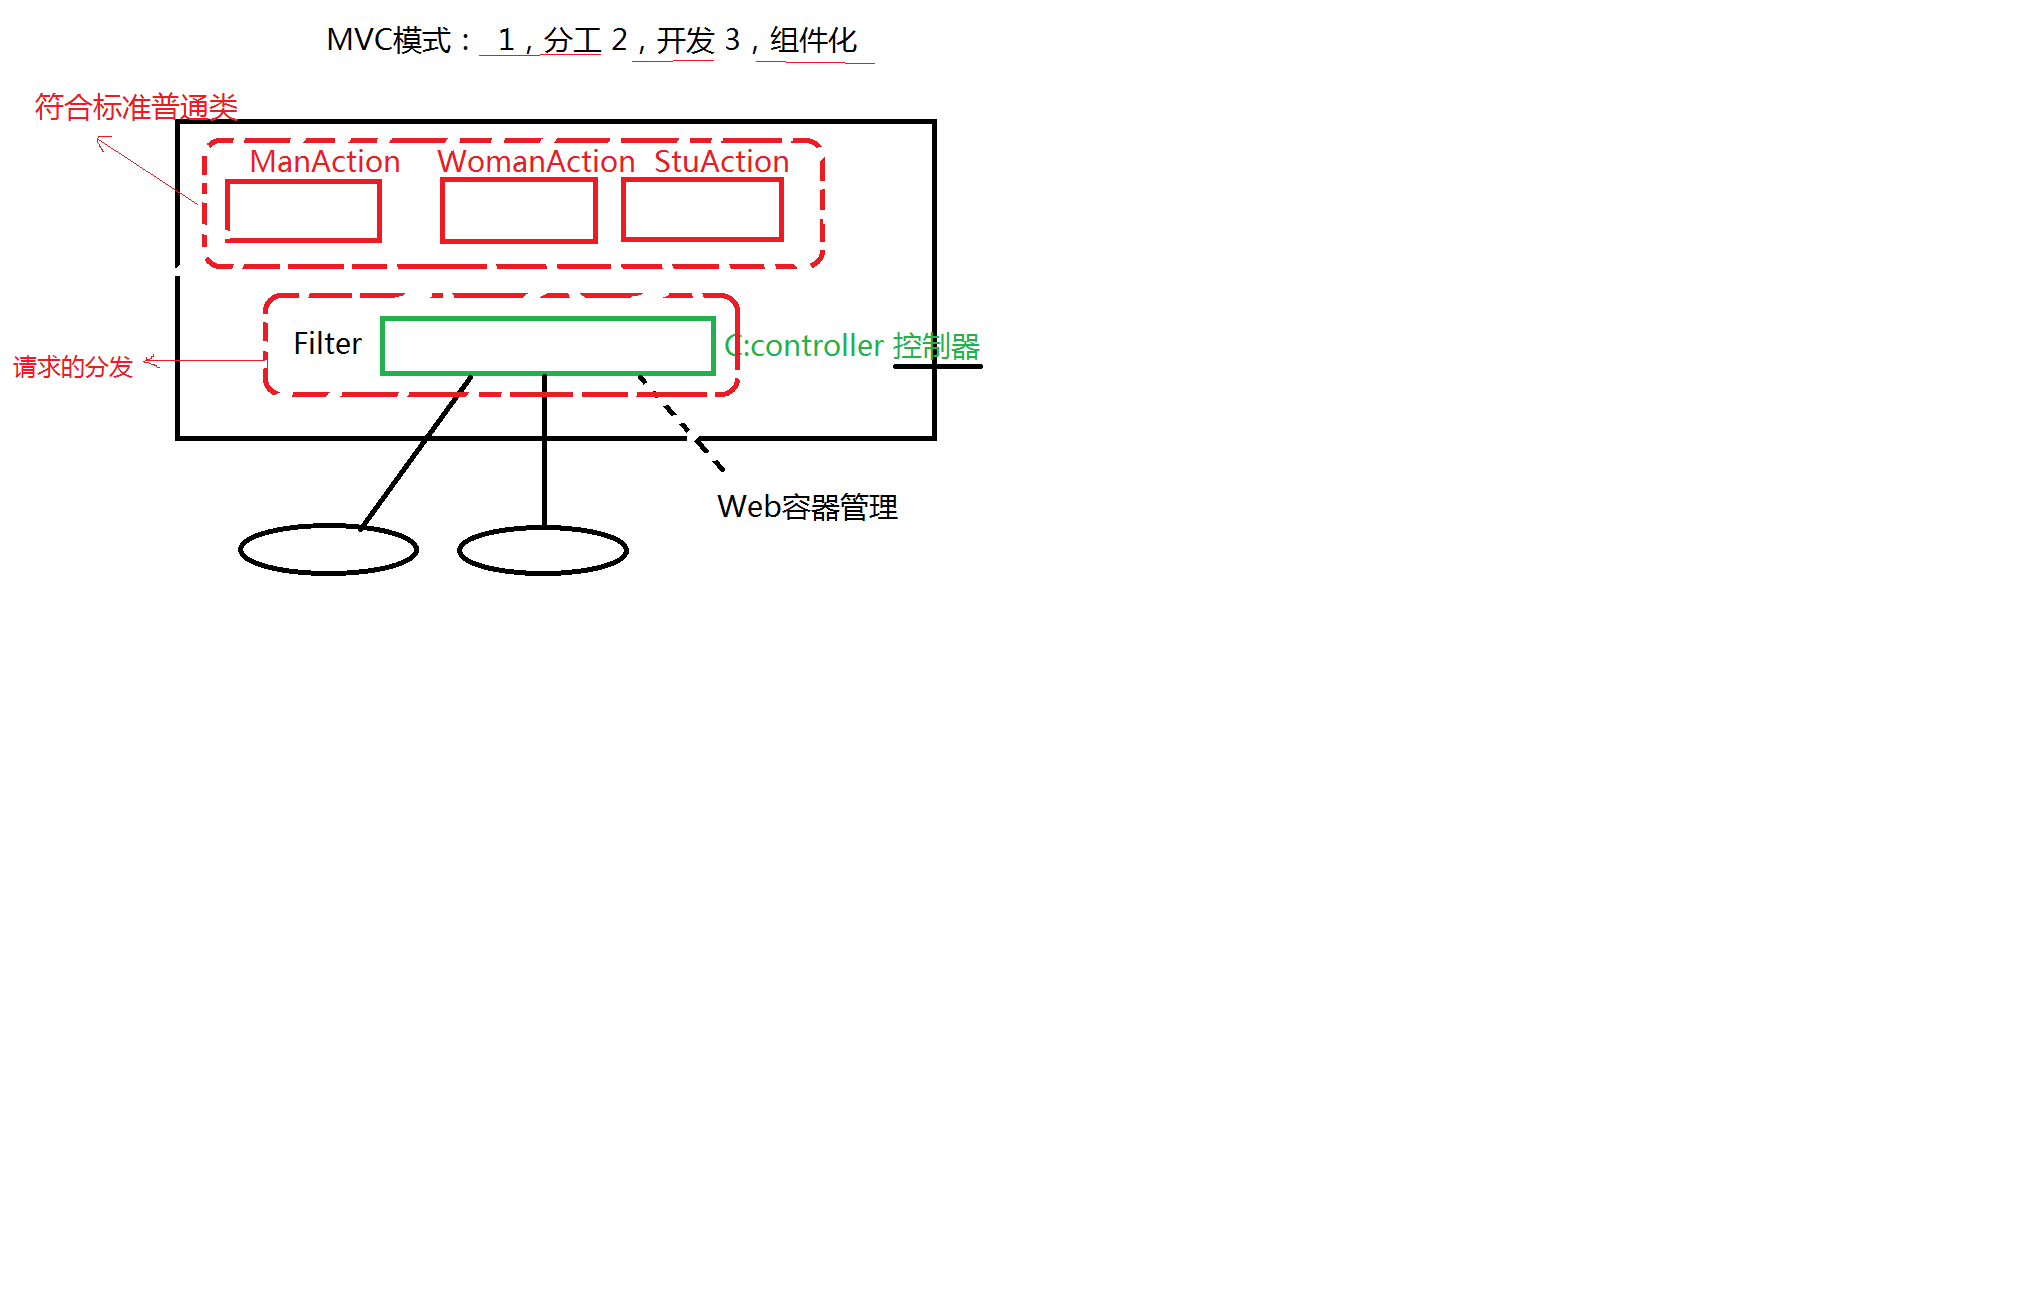 MVC模式： 1，分工 2，开发 3，组件化
符合标准普通类
ManAction WomanAction StuAction
Filter C:controller 控制器
请求的分发
Web容器管理